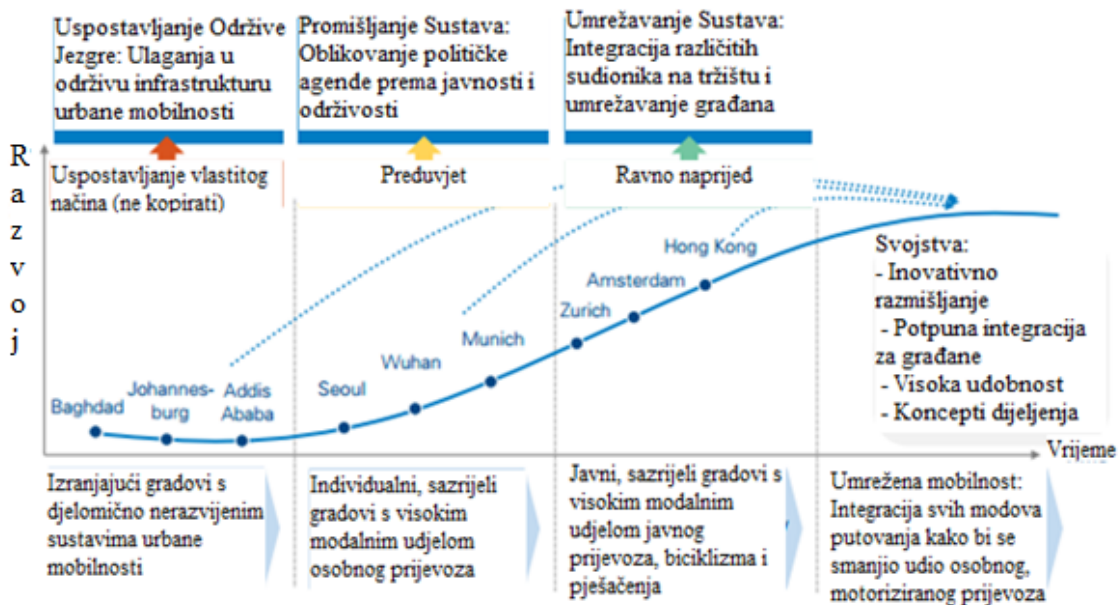 Uspostavljanje Održive
Jezgre: Ulaganja u
održivu infrastrukturu
urbane mobilnosti
Promišljanje Sustava:
Oblikovanje političke
agende prema javnosti i
održivosti
Umrežavanje Sustava:
Integracija različitih
sudionika na tržištu i
umrežavanje građana
Uspostavljanje vlastitog
načina (ne kopirati)
Preduvjet
Ravno naprijed
R
a
z
v
o
j
Baghdad
Johannes-
burg
Addis
Ababa
Seoul
Wuhan
Munich
Zurich
Amsterdam
Hong Kong
Svojstva:
- Inovativno
razmišljanje
- Potpuna integracija
za građane
- Visoka udobnost
- Koncepti dijeljenja
Vrijeme
Izranjajući gradovi s
djelomično nerazvijenim
sustavima urbane
mobilnosti
Individualni, sazrijeli
gradovi s visokim
modalnim udjelom
osobnog prijevoza
Javni, sazrijeli gradovi s
visokim modalnim
udjelom javnog
prijevoza, biciklizma i
pješačenja
Umrežena mobilnost:
Integracija svih modova
putovanja kako bi se
smanjio udio osobnog,
motoriziranog prijevoza